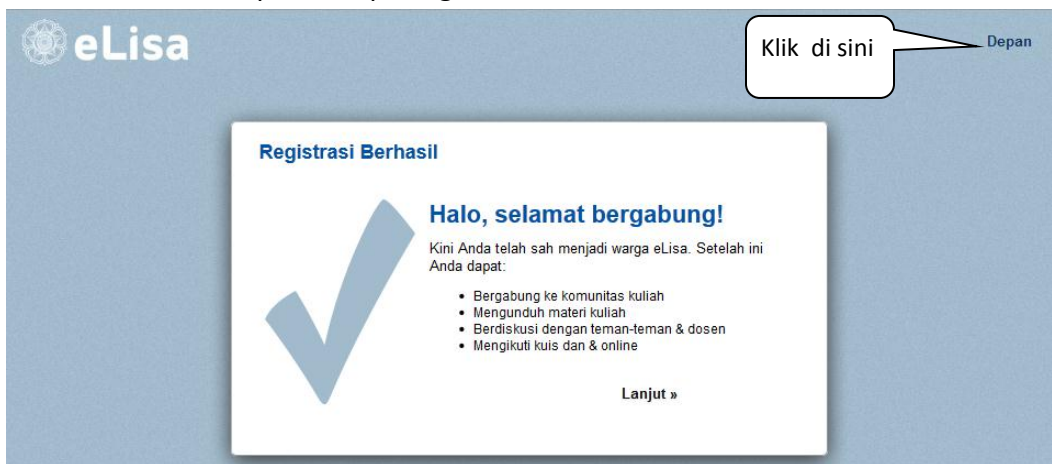 eLisa
Klik di sini
Depan
Registrasi Berhasil
Halo, selamat bergabung!
Kini Anda telah sah menjadi warga eLisa. Setelah ini
Anda dapat:
• Bergabung ke komunitas kuliah
• Mengunduh materi kuliah
• Berdiskusi dengan teman-teman & dosen
• Mengikuti kuis dan & online
Lanjut »